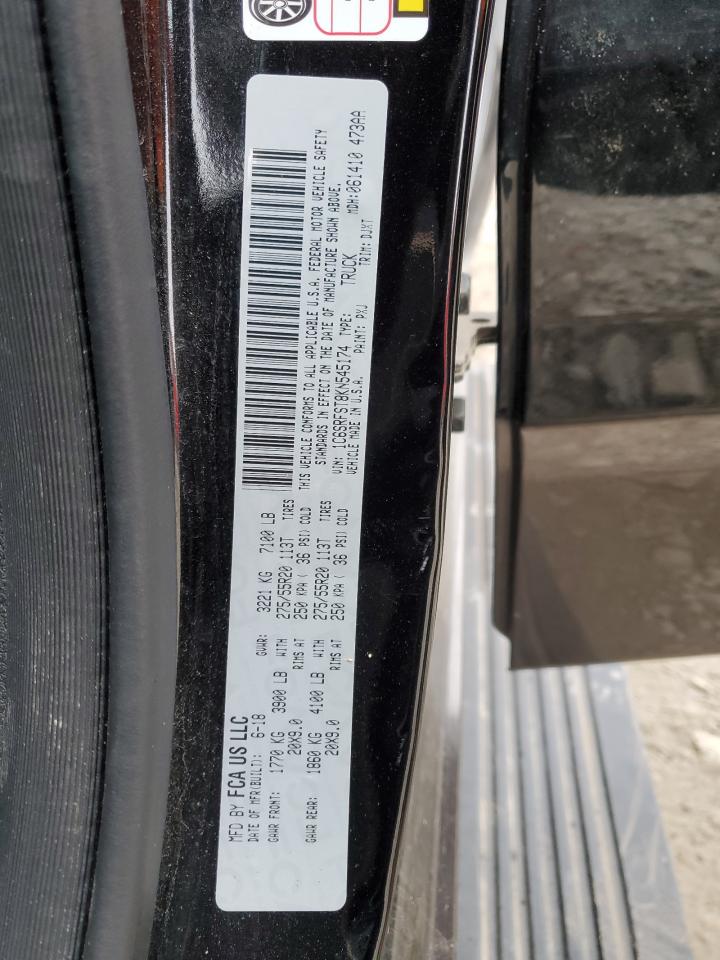 MFD BY FCA US LLC
DATE OF MFR(BUILT): 6-18 GVWR: 3221 KG 7100 LB
GAWR FRONT: 1770 KG 3900 LB WITH 275/55R20 113T TIRES
20X9.0 RIMS AT 250 KPA ( 36 PSI) COLD
GAWR REAR: 1860 KG 4100 LB WITH 275/55R20 113T TIRES
20X9.0 RIMS AT 250 KPA ( 36 PSI) COLD
THIS VEHICLE CONFORMS TO ALL APPLICABLE U.S.A. FEDERAL MOTOR VEHICLE SAFETY
STANDARDS IN EFFECT ON THE DATE OF MANUFACTURE SHOWN ABOVE.
VIN: 1C6SRFST8KN545174 TYPE: TRUCK MDH:061410 473AA
VEHICLE MADE IN U.S.A. PAINT: PXJ TRIM: DJXT